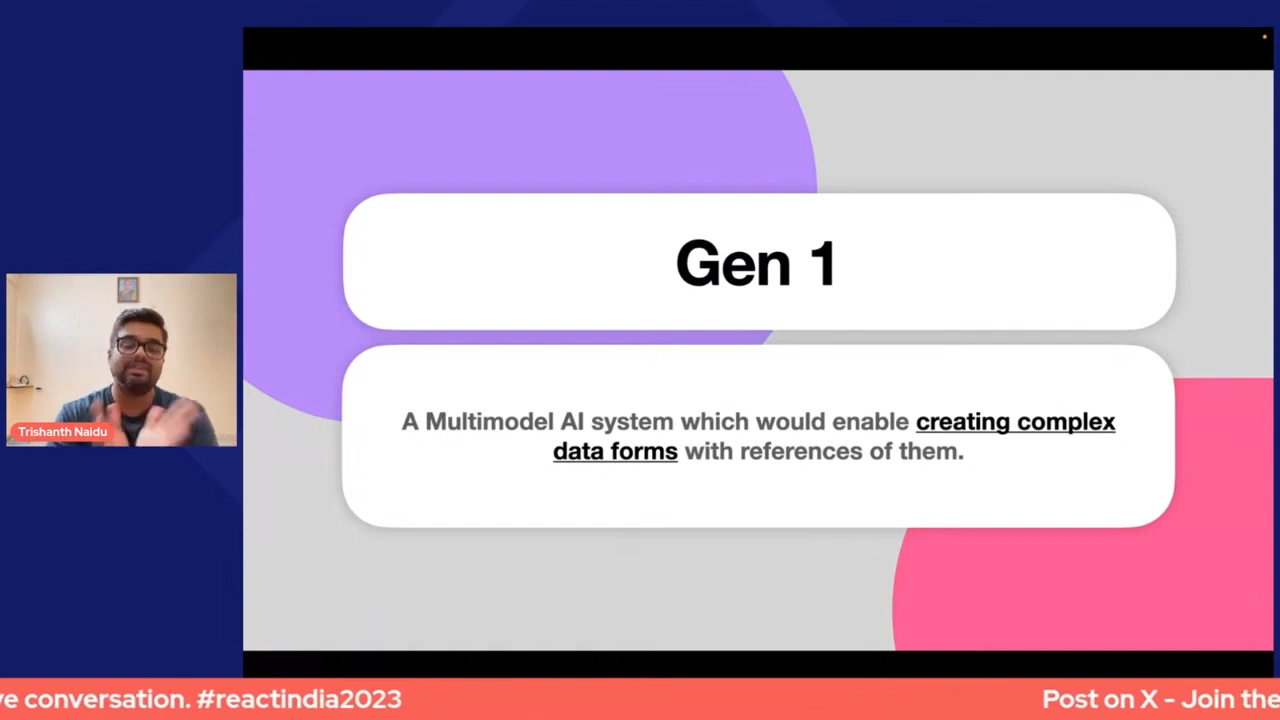 Gen 1
A Multimodel AI system which would enable creating complex
data forms with references of them.
Trishanth Naidu
ve conversation. #reactindia2023
Post on X - Join the